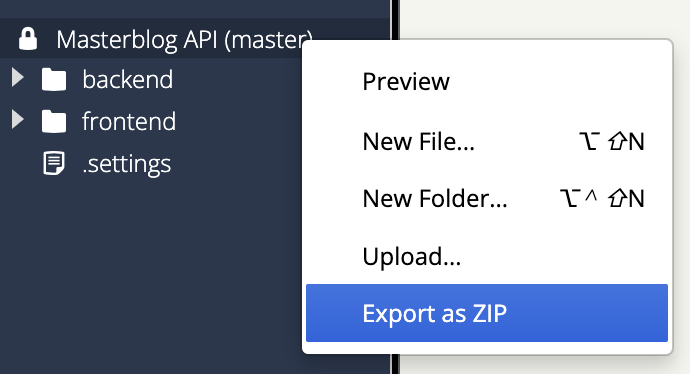 Masterblog API (master)
Preview
backend
frontend
New File... ⌥ ⇧N
.settings
New Folder... ⌥^ ⇧N
Upload...
Export as ZIP